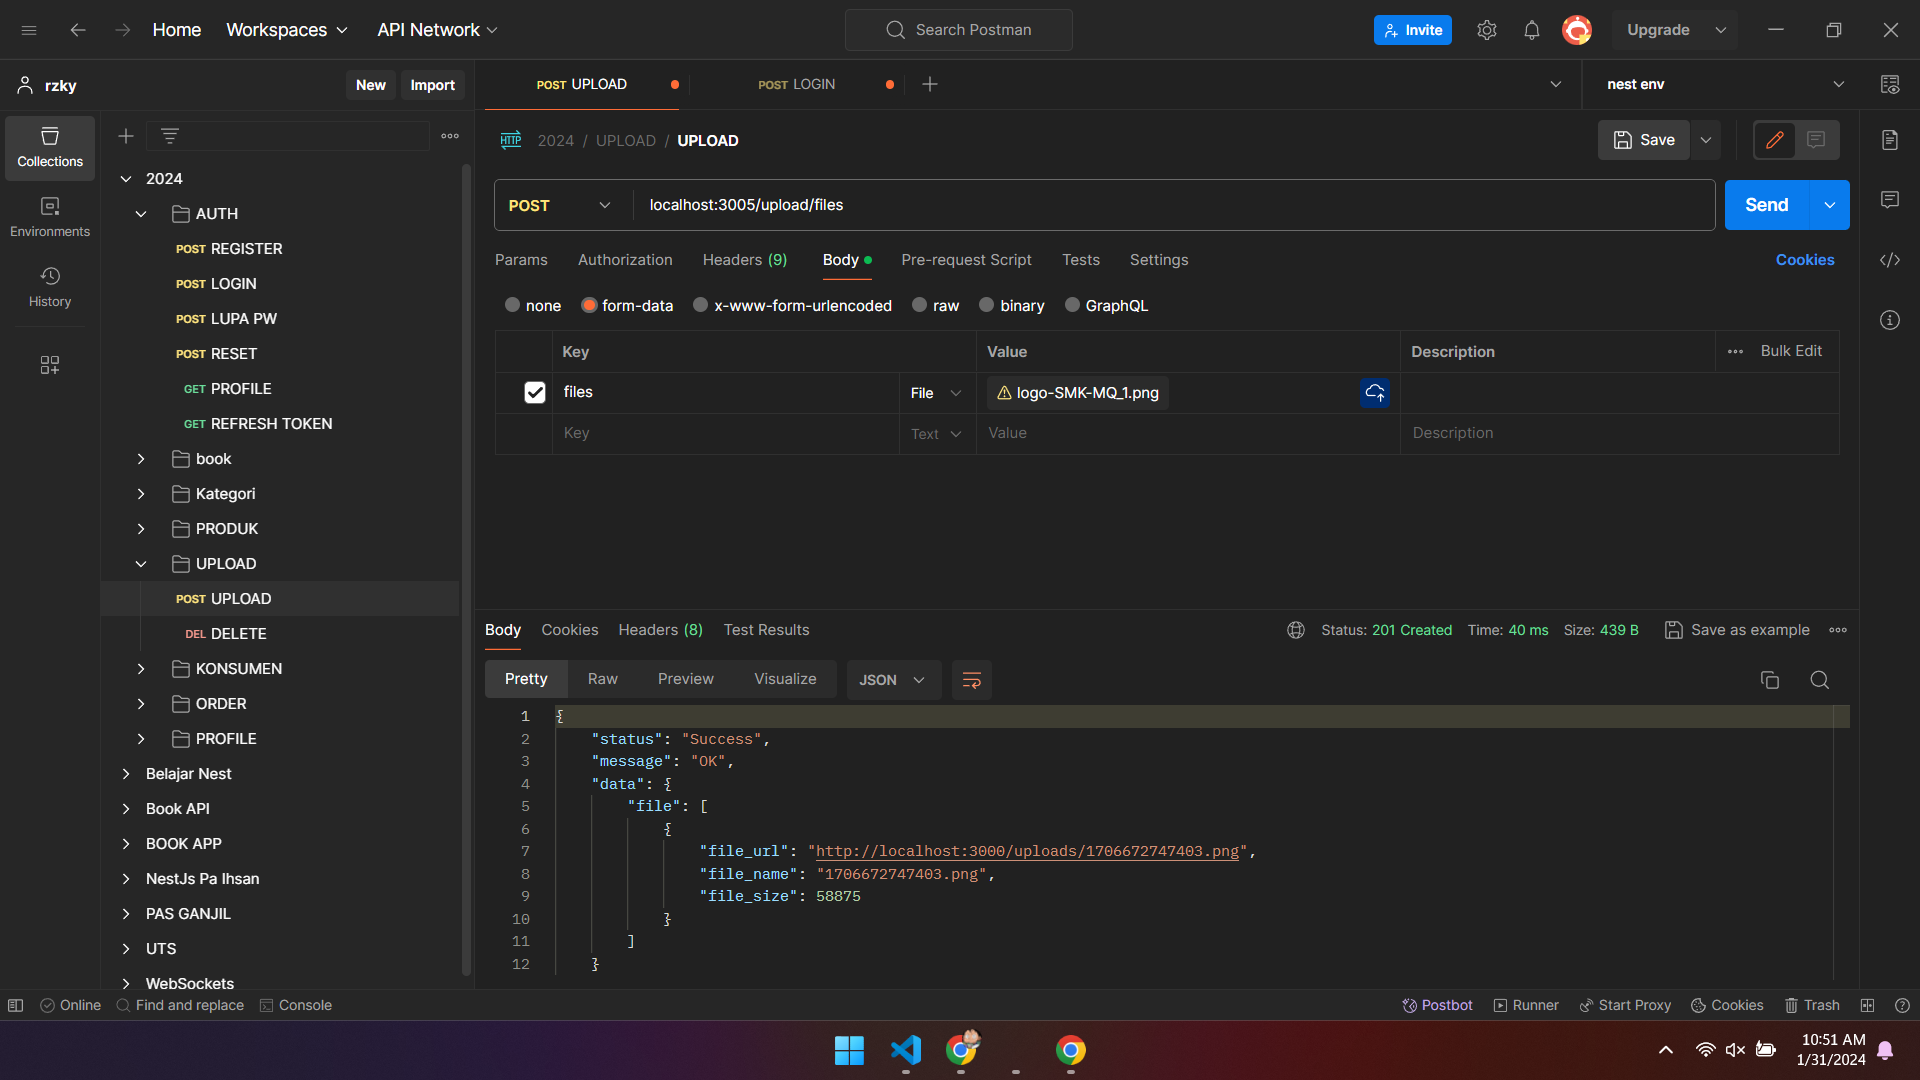 Home Workspaces API Network Search Postman Invite Upgrade
rzky New Import POST UPLOAD POST LOGIN nest env
HTTP 2024 / UPLOAD / UPLOAD Save
Collections
Environments
History
2024
AUTH
POST REGISTER
POST LOGIN
POST LUPA PW
POST RESET
GET PROFILE
GET REFRESH TOKEN
book
Kategori
PRODUK
UPLOAD
POST UPLOAD
DEL DELETE
KONSUMEN
ORDER
PROFILE
Belajar Nest
Book API
BOOK APP
NestJs Pa Ihsan
PAS GANJIL
UTS
WebSockets
POST localhost:3005/upload/files Send
Params Authorization Headers (9) Body Pre-request Script Tests Settings Cookies
none form-data x-www-form-urlencoded raw binary GraphQL
Key Value Description Bulk Edit
files File logo-SMK-MQ_1.png
Key Text Value Description
Body Cookies Headers (8) Test Results Status: 201 Created Time: 40 ms Size: 439 B Save as example
Pretty Raw Preview Visualize JSON
1 {
2 "status": "Success",
3 "message": "OK",
4 "data": {
5 "file": [
6 {
7 "file_url": "http://localhost:3000/uploads/1706672747403.png",
8 "file_name": "1706672747403.png",
9 "file_size": 58875
10 }
11 ]
12 }
Online Find and replace Console Postbot Runner Start Proxy Cookies Trash
10:51 AM
1/31/2024